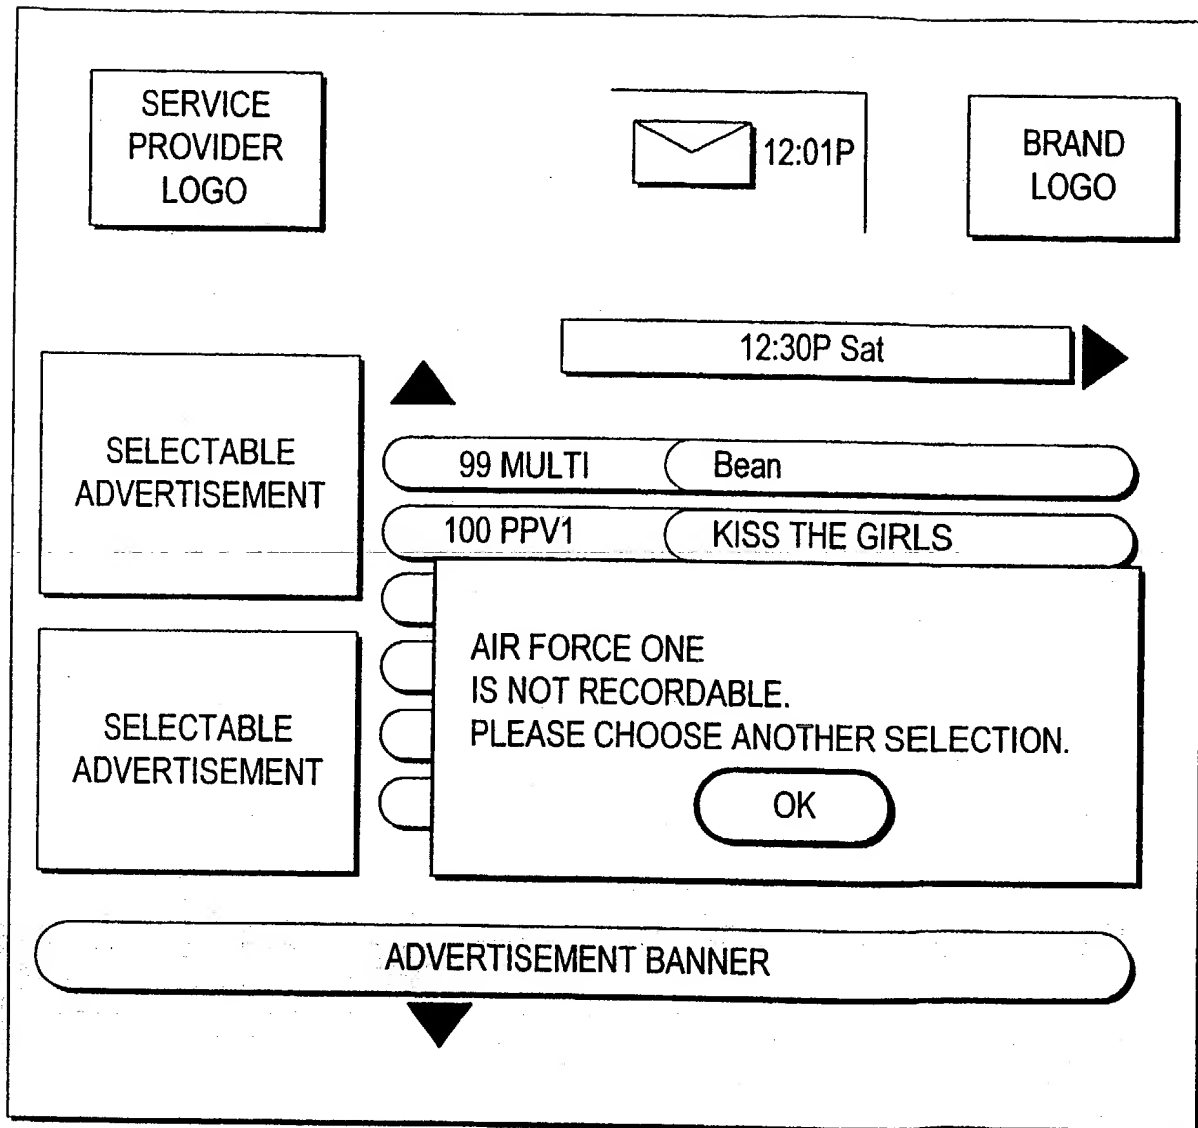 SERVICE
PROVIDER
LOGO
12:01P
BRAND
LOGO
12:30P Sat
SELECTABLE
ADVERTISEMENT
99 MULTI Bean
100 PPV1 KISS THE GIRLS
AIR FORCE ONE
IS NOT RECORDABLE.
PLEASE CHOOSE ANOTHER SELECTION.
OK
SELECTABLE
ADVERTISEMENT
ADVERTISEMENT BANNER